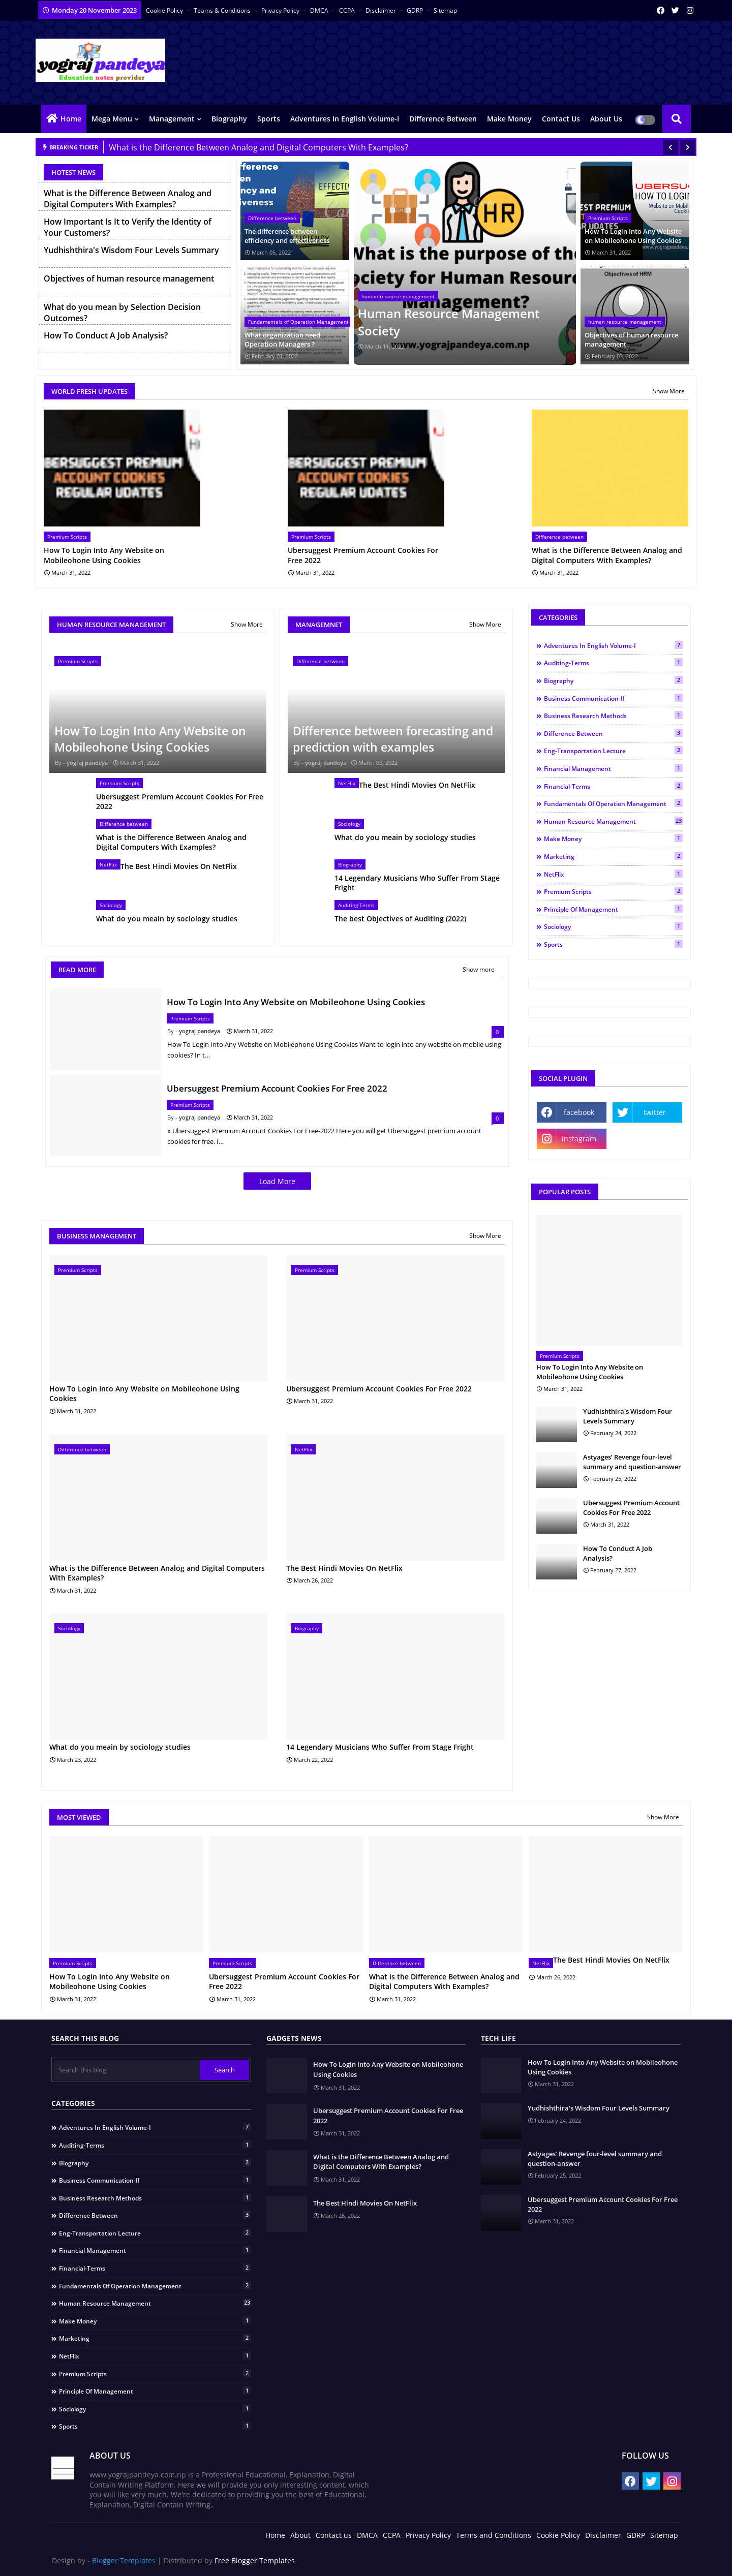 Monday 20 November 2023 Cookie Policy - Teams & Conditions - Privacy Policy - DMCA - CCPA - Disclaimer - GDRP - Sitemap
yograj pandeya
Education notes provider
Home Mega Menu Management Biography Sports Adventures In English Volume-I Difference Between Make Money Contact Us About Us
BREAKING TICKER What is the Difference Between Analog and Digital Computers With Examples?
HOTEST NEWS
What is the Difference Between Analog and Digital Computers With Examples?
How Important Is It to Verify the Identity of Your Customers?
Yudhishthira's Wisdom Four Levels Summary
Objectives of human resource management
What do you mean by Selection Decision Outcomes?
How To Conduct A Job Analysis?
Difference between
The difference between efficiency and effectiveness
March 05, 2022
Fundamentals of Operation Management
What organization need Operation Managers ?
February 01, 2022
HR
What is the purpose of the
Society for Human Resource
Management?
human resource management
Human Resource Management Society
March 11, 2022
www.yograjpandeya.com.np
Premium Scripts
How To Login Into Any Website on Mobileohone Using Cookies
March 31, 2022
Objectives of HRM
human resource management
Objectives of human resource management
February 07, 2022
WORLD FRESH UPDATES Show More
ACCOUNT COOKIES
REGULAR UPDATES
Premium Scripts
How To Login Into Any Website on Mobileohone Using Cookies
March 31, 2022
ACCOUNT COOKIES
REGULAR UPDATES
Premium Scripts
Ubersuggest Premium Account Cookies For Free 2022
March 31, 2022
Difference between
What is the Difference Between Analog and Digital Computers With Examples?
March 31, 2022
HUMAN RESOURCE MANAGEMENT Show More
Premium Scripts
How To Login Into Any Website on Mobileohone Using Cookies
By - yograj pandeya March 31, 2022
Premium Scripts
Ubersuggest Premium Account Cookies For Free 2022
Difference between
What is the Difference Between Analog and Digital Computers With Examples?
NetFlix The Best Hindi Movies On NetFlix
Sociology
What do you meain by sociology studies
MANAGEMNET Show More
Difference between
Difference between forecasting and prediction with examples
By - yograj pandeya March 05, 2022
NetFlix The Best Hindi Movies On NetFlix
Sociology
What do you meain by sociology studies
Biography
14 Legendary Musicians Who Suffer From Stage Fright
Auditing-Terms
The best Objectives of Auditing (2022)
CATEGORIES
Adventures In English Volume-I 7
Auditing-Terms 1
Biography 2
Business Communication-II 1
Business Research Methods 1
Difference Between 3
Eng-Transportation Lecture 2
Financial Management 1
Financial-Terms 2
Fundamentals Of Operation Management 2
Human Resource Management 23
Make Money 1
Marketing 2
NetFlix 1
Premium Scripts 2
Principle Of Management 1
Sociology 1
Sports 1
READ MORE Show more
How To Login Into Any Website on Mobileohone Using Cookies
Premium Scripts
By - yograj pandeya March 31, 2022 0
How To Login Into Any Website on Mobilephone Using Cookies Want to login into any website on mobile using cookies? In t…
Ubersuggest Premium Account Cookies For Free 2022
Premium Scripts
By - yograj pandeya March 31, 2022 0
x Ubersuggest Premium Account Cookies For Free-2022 Here you will get Ubersuggest premium account cookies for free. I…
Load More
SOCIAL PLUGIN
facebook twitter
instagram
POPULAR POSTS
Premium Scripts
How To Login Into Any Website on Mobileohone Using Cookies
March 31, 2022
Yudhishthira's Wisdom Four Levels Summary
February 24, 2022
Astyages' Revenge four-level summary and question-answer
February 25, 2022
Ubersuggest Premium Account Cookies For Free 2022
March 31, 2022
How To Conduct A Job Analysis?
February 27, 2022
BUSINESS MANAGEMENT Show More
Premium Scripts
How To Login Into Any Website on Mobileohone Using Cookies
March 31, 2022
Premium Scripts
Ubersuggest Premium Account Cookies For Free 2022
March 31, 2022
Difference between
What is the Difference Between Analog and Digital Computers With Examples?
March 31, 2022
NetFlix
The Best Hindi Movies On NetFlix
March 26, 2022
Sociology
What do you meain by sociology studies
March 23, 2022
Biography
14 Legendary Musicians Who Suffer From Stage Fright
March 22, 2022
MOST VIEWED Show More
Premium Scripts
How To Login Into Any Website on Mobileohone Using Cookies
March 31, 2022
Premium Scripts
Ubersuggest Premium Account Cookies For Free 2022
March 31, 2022
Difference between
What is the Difference Between Analog and Digital Computers With Examples?
March 31, 2022
NetFlix The Best Hindi Movies On NetFlix
March 26, 2022
SEARCH THIS BLOG
Search this blog Search
CATEGORIES
Adventures In English Volume-I 7
Auditing-Terms 1
Biography 2
Business Communication-II 1
Business Research Methods 1
Difference Between 3
Eng-Transportation Lecture 2
Financial Management 1
Financial-Terms 2
Fundamentals Of Operation Management 2
Human Resource Management 23
Make Money 1
Marketing 2
NetFlix 1
Premium Scripts 2
Principle Of Management 1
Sociology 1
Sports 1
GADGETS NEWS
How To Login Into Any Website on Mobileohone Using Cookies
March 31, 2022
Ubersuggest Premium Account Cookies For Free 2022
March 31, 2022
What is the Difference Between Analog and Digital Computers With Examples?
March 31, 2022
The Best Hindi Movies On NetFlix
March 26, 2022
TECH LIFE
How To Login Into Any Website on Mobileohone Using Cookies
March 31, 2022
Yudhishthira's Wisdom Four Levels Summary
February 24, 2022
Astyages' Revenge four-level summary and question-answer
February 25, 2022
Ubersuggest Premium Account Cookies For Free 2022
March 31, 2022
ABOUT US
www.yograjpandeya.com.np is a Professional Educational, Explanation, Digital Contain Writing Platform. Here we will provide you only interesting content, which you will like very much. We're dedicated to providing you the best of Educational, Explanation, Digital Contain Writing,.
FOLLOW US
Home About Contact us DMCA CCPA Privacy Policy Terms and Conditions Cookie Policy Disclaimer GDRP Sitemap
Design by - Blogger Templates | Distributed by Free Blogger Templates